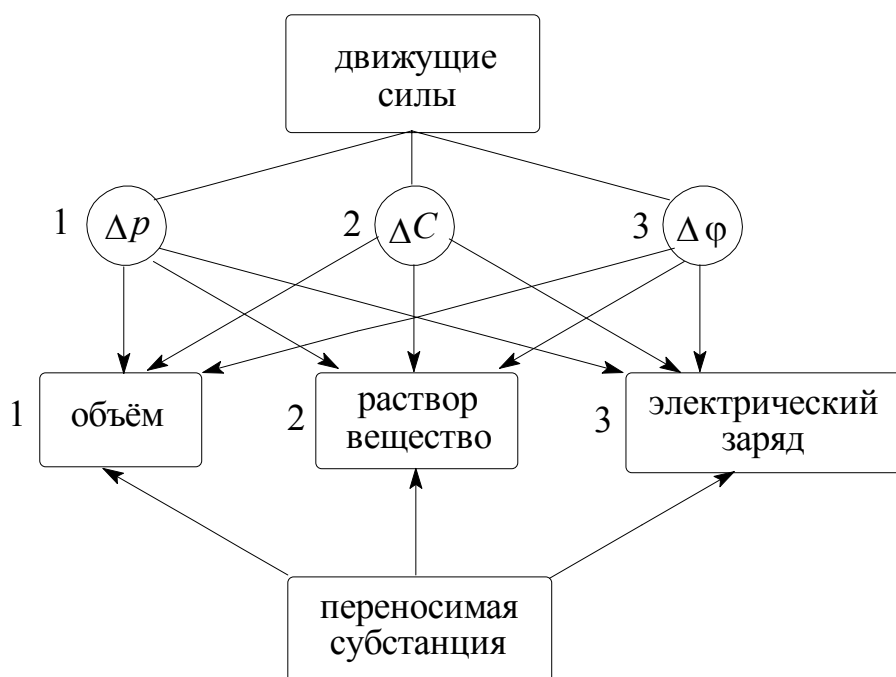 движущие
силы
1 Δp 2 ΔC 3 Δφ
1 объём 2 раствор
вещество 3 электрический
заряд
переносимая
субстанция